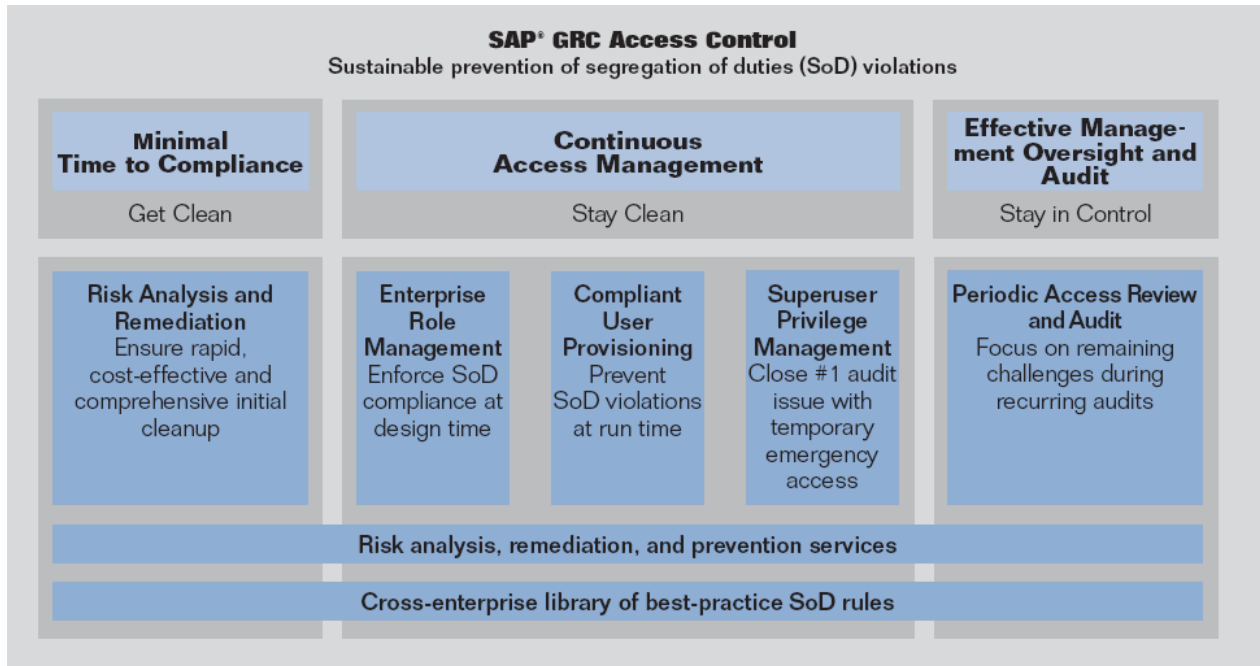 SAP® GRC Access Control
Sustainable prevention of segregation of duties (SoD) violations
Minimal
Time to Compliance
Get Clean
Continuous
Access Management
Stay Clean
Effective Manage-
ment Oversight and
Audit
Stay in Control
Risk Analysis and
Remediation
Ensure rapid,
cost-effective and
comprehensive initial
cleanup
Enterprise
Role
Management
Enforce SoD
compliance at
design time
Compliant
User
Provisioning
Prevent
SoD violations
at run time
Superuser
Privilege
Management
Close #1 audit
issue with
temporary
emergency
access
Periodic Access Review
and Audit
Focus on remaining
challenges during
recurring audits
Risk analysis, remediation, and prevention services
Cross-enterprise library of best-practice SoD rules